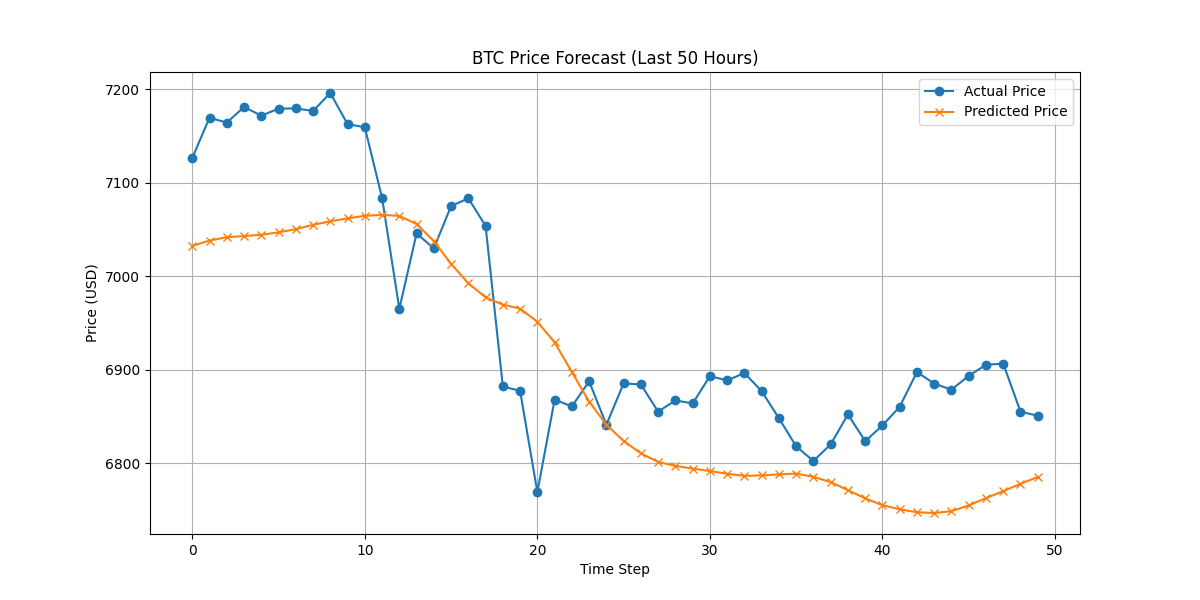 BTC Price Forecast (Last 50 Hours)
Actual Price
Predicted Price
Price (USD)
7200
7100
7000
6900
6800
0 10 20 30 40 50
Time Step